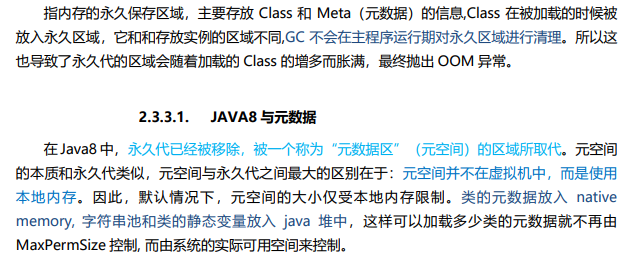 指内存的永久保存区域，主要存放 Class 和 Meta（元数据）的信息,Class 在被加载的时候被
放入永久区域，它和和存放实例的区域不同,GC 不会在主程序运行期对永久区域进行清理。所以这
也导致了永久代的区域会随着加载的 Class 的增多而胀满，最终抛出 OOM 异常。
2.3.3.1. JAVA8 与元数据
在 Java8 中，永久代已经被移除，被一个称为“元数据区”（元空间）的区域所取代。元空间
的本质和永久代类似，元空间与永久代之间最大的区别在于：元空间并不在虚拟机中，而是使用
本地内存。因此，默认情况下，元空间的大小仅受本地内存限制。类的元数据放入 native
memory, 字符串池和类的静态变量放入 java 堆中，这样可以加载多少类的元数据就不再由
MaxPermSize 控制, 而由系统的实际可用空间来控制。